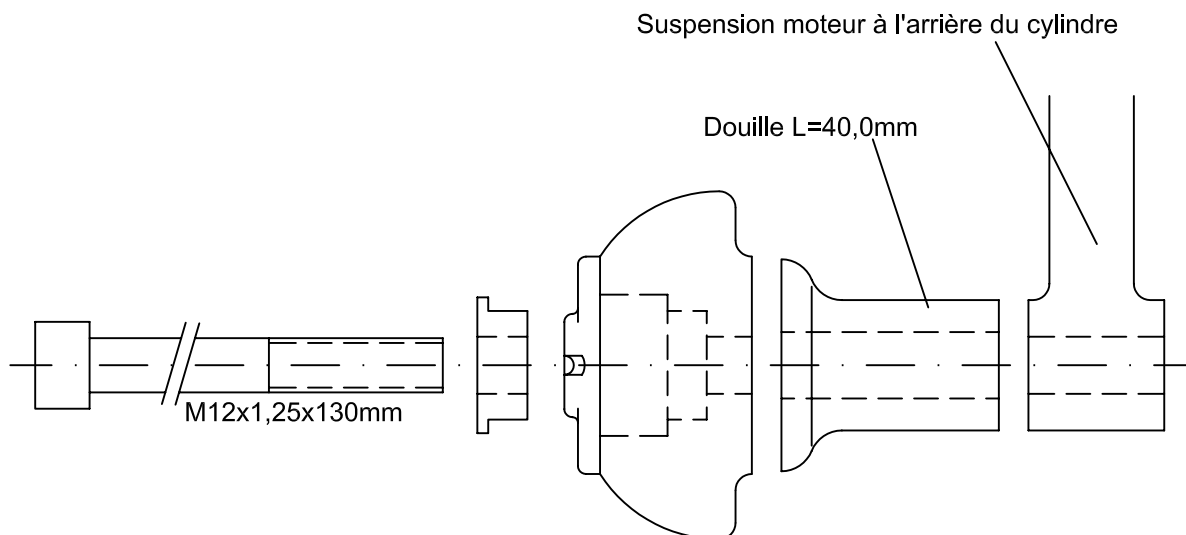 Suspension moteur à l'arrière du cylindre
Douille L=40,0mm
M12x1,25x130mm